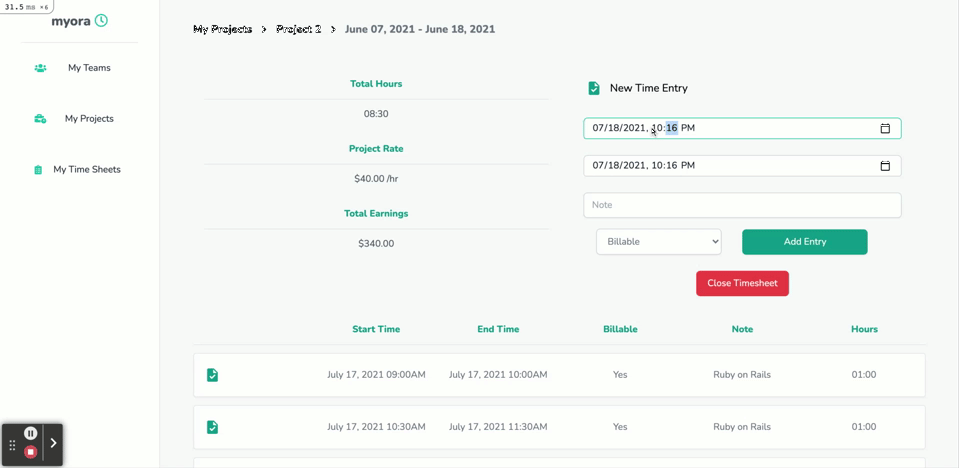 31.5 ms ×6
myora
My Teams
My Projects
My Time Sheets
My Projects > Project 2 > June 07, 2021 - June 18, 2021
Total Hours
08:30
Project Rate
$40.00 /hr
Total Earnings
$340.00
New Time Entry
07/18/2021, 10:16 PM
07/18/2021, 10:16 PM
Note
Billable
Add Entry
Close Timesheet
Start Time End Time Billable Note Hours
July 17, 2021 09:00AM July 17, 2021 10:00AM Yes Ruby on Rails 01:00
July 17, 2021 10:30AM July 17, 2021 11:30AM Yes Ruby on Rails 01:00